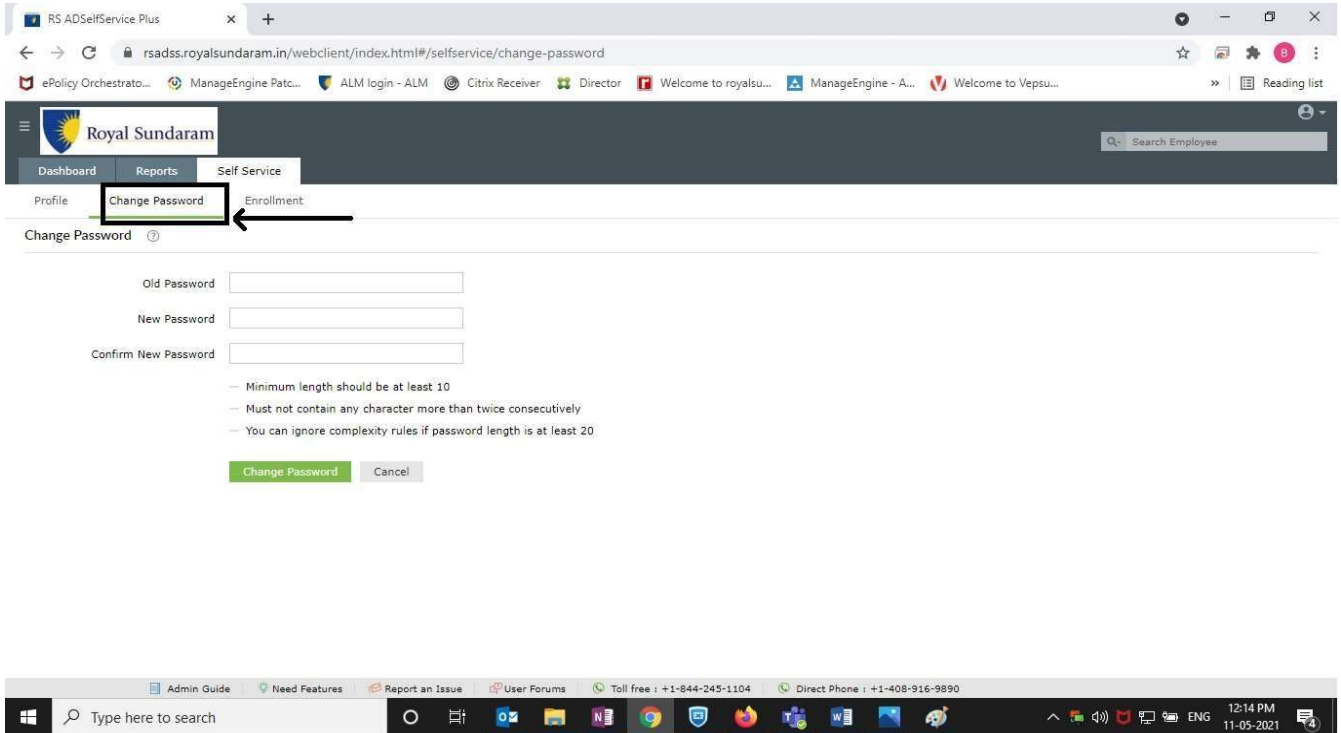 RS ADSelfService Plus
rsadss.royalsundaram.in/webclient/index.html#/selfservice/change-password
B
ePolicy Orchestrato... ManageEngine Patc... ALM login - ALM Citrix Receiver Director Welcome to royalsu... ManageEngine - A... Welcome to Vepsu... » Reading list
Royal Sundaram
Search Employee
Dashboard Reports Self Service
Profile Change Password Enrollment
Change Password ?
Old Password
New Password
Confirm New Password
Minimum length should be at least 10
Must not contain any character more than twice consecutively
You can ignore complexity rules if password length is at least 20
Change Password Cancel
Admin Guide Need Features Report an Issue User Forums Toll free : +1-844-245-1104 Direct Phone : +1-408-916-9890
Type here to search
ENG
12:14 PM
11-05-2021
4